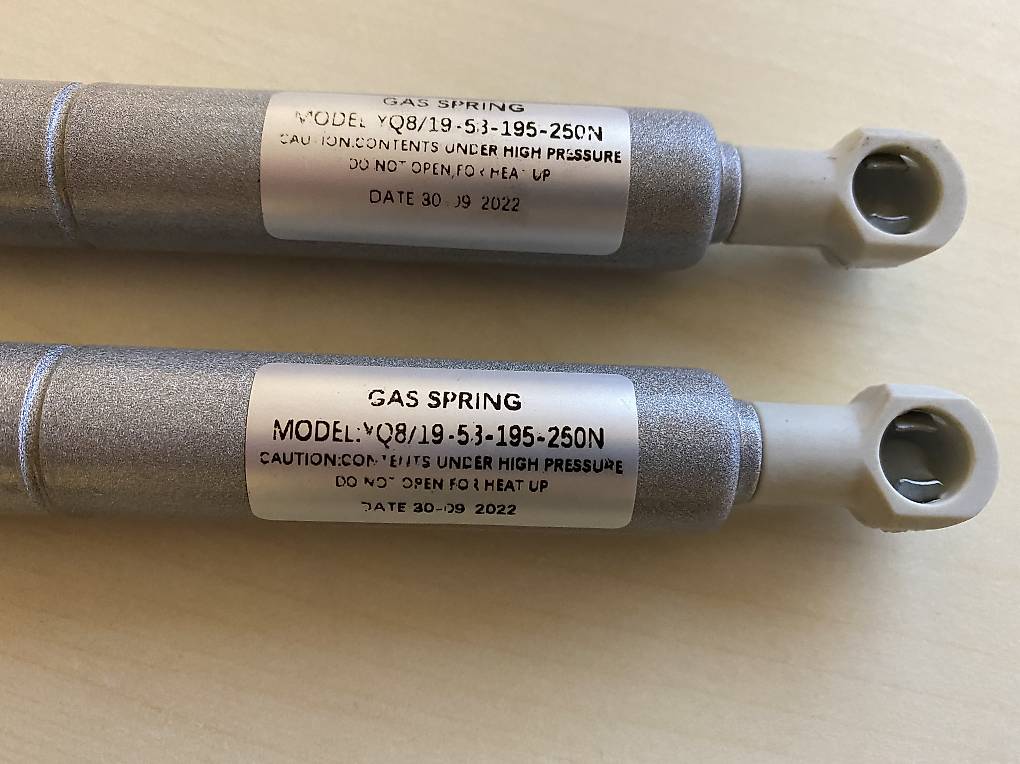 GAS SPRING
MODEL YQ8/19-53-195-250N
CAUTION:CONTENTS UNDER HIGH PRESSURE
DO NOT OPEN,FOR HEAT UP
DATE 30-09 2022
GAS SPRING
MODEL:YQ8/19-53-195-250N
CAUTION:CONTENTS UNDER HIGH PRESSURE
DO NOT OPEN FOR HEAT UP
DATE 30-09 2022